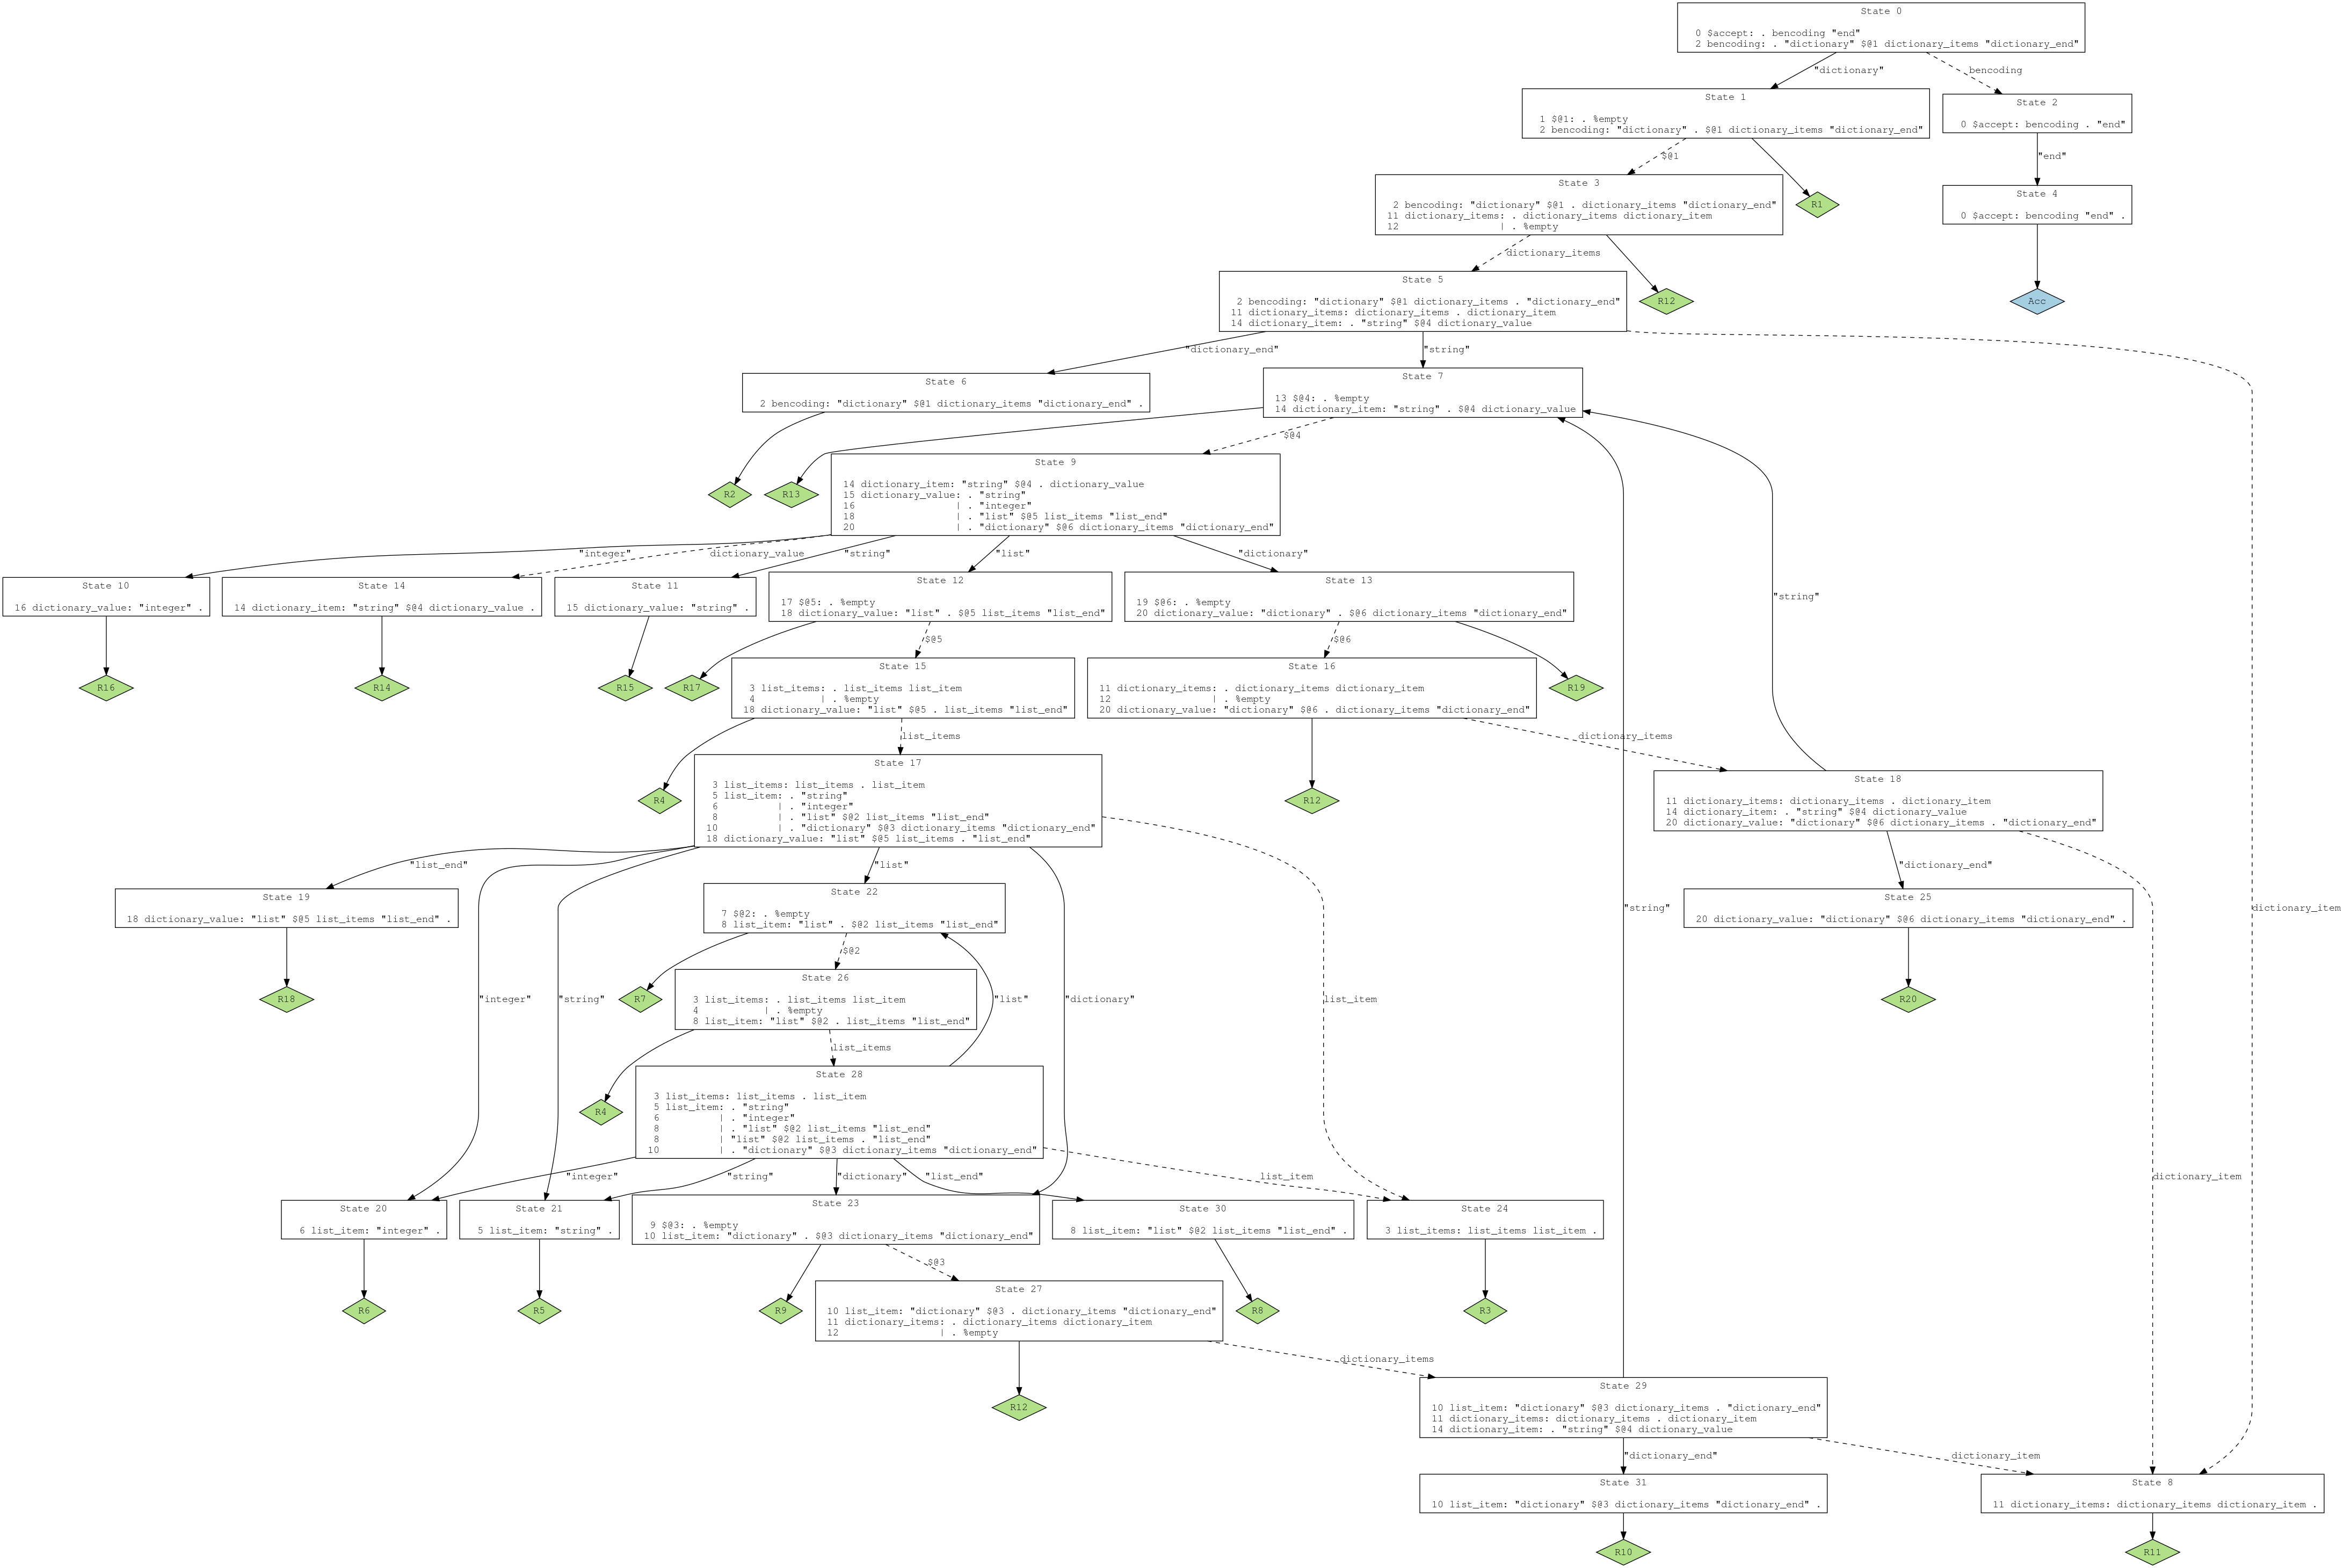 State 0
0 $accept: . bencoding "end"
2 bencoding: . "dictionary" $@1 dictionary_items "dictionary_end"
"dictionary"
bencoding
State 1
1 $@1: . %empty
2 bencoding: "dictionary" . $@1 dictionary_items "dictionary_end"
State 2
0 $accept: bencoding . "end"
$@1
"end"
State 3
2 bencoding: "dictionary" $@1 . dictionary_items "dictionary_end"
11 dictionary_items: . dictionary_items dictionary_item
12 | . %empty
R1
State 4
0 $accept: bencoding "end" .
dictionary_items
State 5
2 bencoding: "dictionary" $@1 dictionary_items . "dictionary_end"
11 dictionary_items: dictionary_items . dictionary_item
14 dictionary_item: . "string" $@4 dictionary_value
R12
Acc
"dictionary_end"
"string"
State 6
2 bencoding: "dictionary" $@1 dictionary_items "dictionary_end" .
State 7
13 $@4: . %empty
14 dictionary_item: "string" . $@4 dictionary_value
$@4
R2
R13
State 9
14 dictionary_item: "string" $@4 . dictionary_value
15 dictionary_value: . "string"
16 | . "integer"
18 | . "list" $@5 list_items "list_end"
20 | . "dictionary" $@6 dictionary_items "dictionary_end"
"integer"
dictionary_value
"string"
"list"
"dictionary"
State 10
16 dictionary_value: "integer" .
State 14
14 dictionary_item: "string" $@4 dictionary_value .
State 11
15 dictionary_value: "string" .
State 12
17 $@5: . %empty
18 dictionary_value: "list" . $@5 list_items "list_end"
State 13
19 $@6: . %empty
20 dictionary_value: "dictionary" . $@6 dictionary_items "dictionary_end"
"string"
$@5
$@6
R16
R14
R15
R17
State 15
3 list_items: . list_items list_item
4 | . %empty
18 dictionary_value: "list" $@5 . list_items "list_end"
State 16
11 dictionary_items: . dictionary_items dictionary_item
12 | . %empty
20 dictionary_value: "dictionary" $@6 . dictionary_items "dictionary_end"
R19
list_items
dictionary_items
R4
State 17
3 list_items: list_items . list_item
5 list_item: . "string"
6 | . "integer"
8 | . "list" $@2 list_items "list_end"
10 | . "dictionary" $@3 dictionary_items "dictionary_end"
18 dictionary_value: "list" $@5 list_items . "list_end"
R12
State 18
11 dictionary_items: dictionary_items . dictionary_item
14 dictionary_item: . "string" $@4 dictionary_value
20 dictionary_value: "dictionary" $@6 dictionary_items . "dictionary_end"
"list_end"
"list"
"dictionary_end"
State 19
18 dictionary_value: "list" $@5 list_items "list_end" .
State 22
7 $@2: . %empty
8 list_item: "list" . $@2 list_items "list_end"
"string"
State 25
20 dictionary_value: "dictionary" $@6 dictionary_items "dictionary_end" .
dictionary_item
$@2
R18
"integer"
"string"
R7
State 26
3 list_items: . list_items list_item
4 | . %empty
8 list_item: "list" $@2 . list_items "list_end"
"list"
"dictionary"
list_item
R20
list_items
R4
State 28
3 list_items: list_items . list_item
5 list_item: . "string"
6 | . "integer"
8 | . "list" $@2 list_items "list_end"
8 | "list" $@2 list_items . "list_end"
10 | . "dictionary" $@3 dictionary_items "dictionary_end"
"integer"
"string"
"dictionary"
"list_end"
list_item
dictionary_item
State 20
6 list_item: "integer" .
State 21
5 list_item: "string" .
State 23
9 $@3: . %empty
10 list_item: "dictionary" . $@3 dictionary_items "dictionary_end"
State 30
8 list_item: "list" $@2 list_items "list_end" .
State 24
3 list_items: list_items list_item .
$@3
R6
R5
R9
State 27
10 list_item: "dictionary" $@3 . dictionary_items "dictionary_end"
11 dictionary_items: . dictionary_items dictionary_item
12 | . %empty
R8
R3
dictionary_items
R12
State 29
10 list_item: "dictionary" $@3 dictionary_items . "dictionary_end"
11 dictionary_items: dictionary_items . dictionary_item
14 dictionary_item: . "string" $@4 dictionary_value
"dictionary_end"
dictionary_item
State 31
10 list_item: "dictionary" $@3 dictionary_items "dictionary_end" .
State 8
11 dictionary_items: dictionary_items dictionary_item .
R10
R11